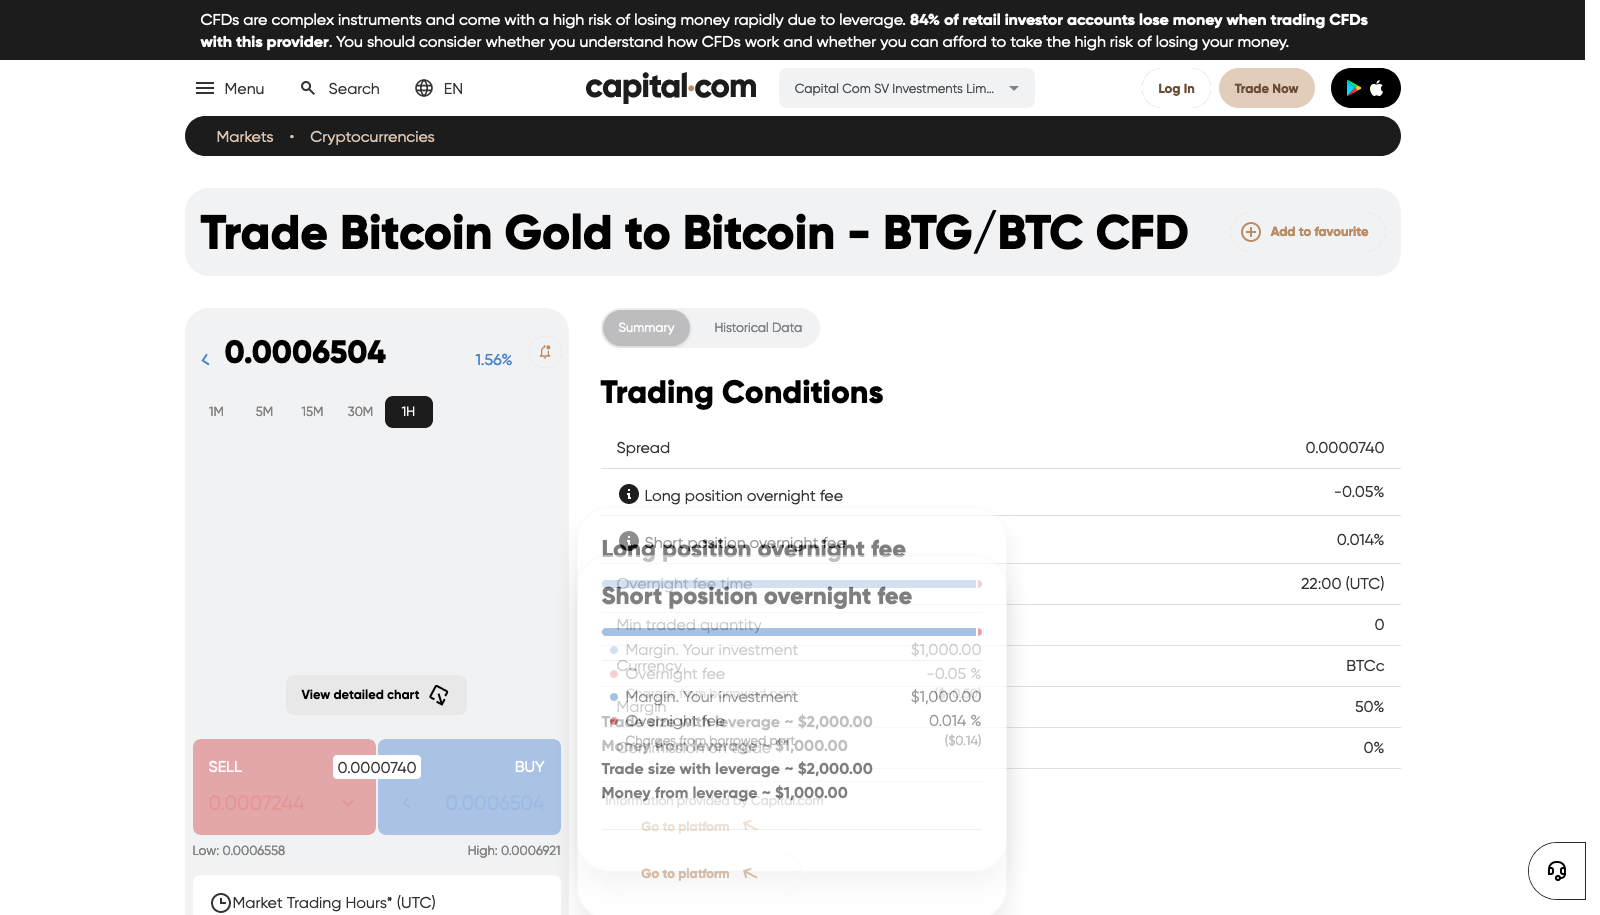 CFDs are complex instruments and come with a high risk of losing money rapidly due to leverage. 84% of retail investor accounts lose money when trading CFDs
with this provider. You should consider whether you understand how CFDs work and whether you can afford to take the high risk of losing your money.
Menu
Search
EN
capital.com
Capital Com SV Investments Lim...
Log In
Trade Now
Markets • Cryptocurrencies
Trade Bitcoin Gold to Bitcoin - BTG/BTC CFD
Add to favourite
0.0006504
1.56%
1M 5M 15M 30M 1H
View detailed chart
SELL
0.0000740
BUY
0.0007244
0.0006504
Low: 0.0006558
High: 0.0006921
Market Trading Hours* (UTC)
Summary
Historical Data
Trading Conditions
Spread 0.0000740
Long position overnight fee -0.05%
Short position overnight fee 0.014%
Long position overnight fee
Overnight fee time 22:00 (UTC)
Short position overnight fee
Min traded quantity 0
Margin. Your investment $1,000.00
Currency BTCc
Overnight fee -0.05 %
Margin. Your investment $1,000.00
Margin 50%
Overnight fee 0.014 %
Trade size with leverage ~ $2,000.00
Charges from borrowed part ($0.14)
Money from leverage ~ $1,000.00
Commission on trade 0%
Trade size with leverage ~ $2,000.00
Money from leverage ~ $1,000.00
Information provided by Capital.com
Go to platform
Go to platform